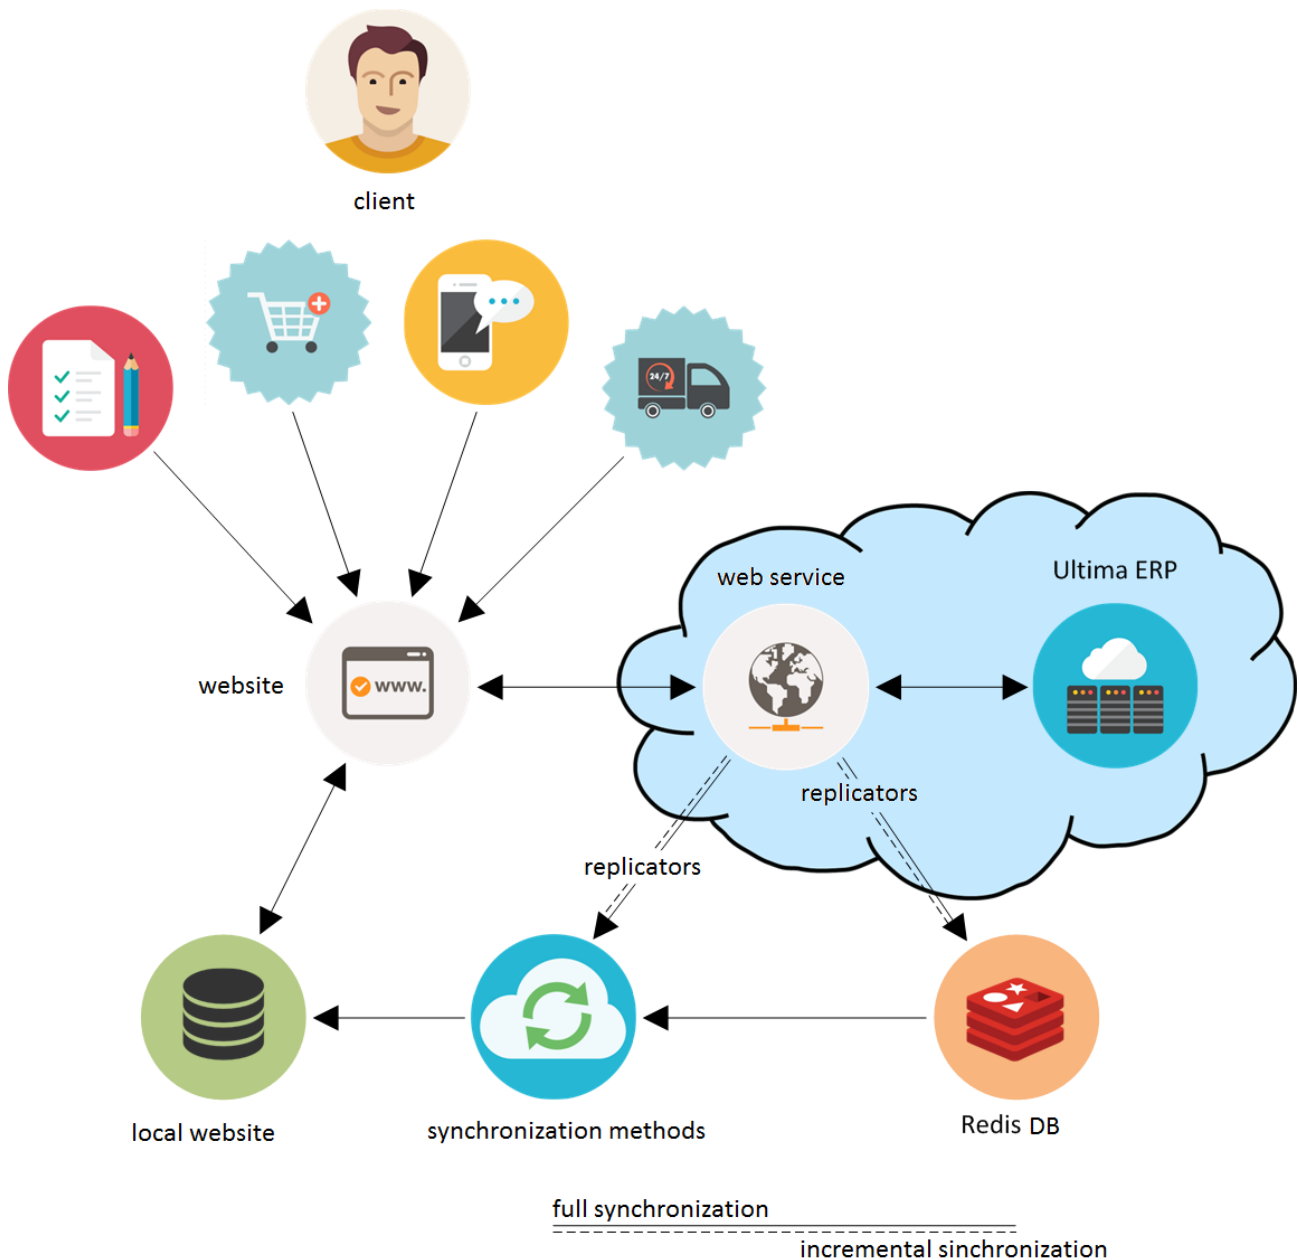 client
24/7
web service
Ultima ERP
website
www.
replicators
replicators
local website
synchronization methods
Redis DB
full synchronization
incremental sinchronization